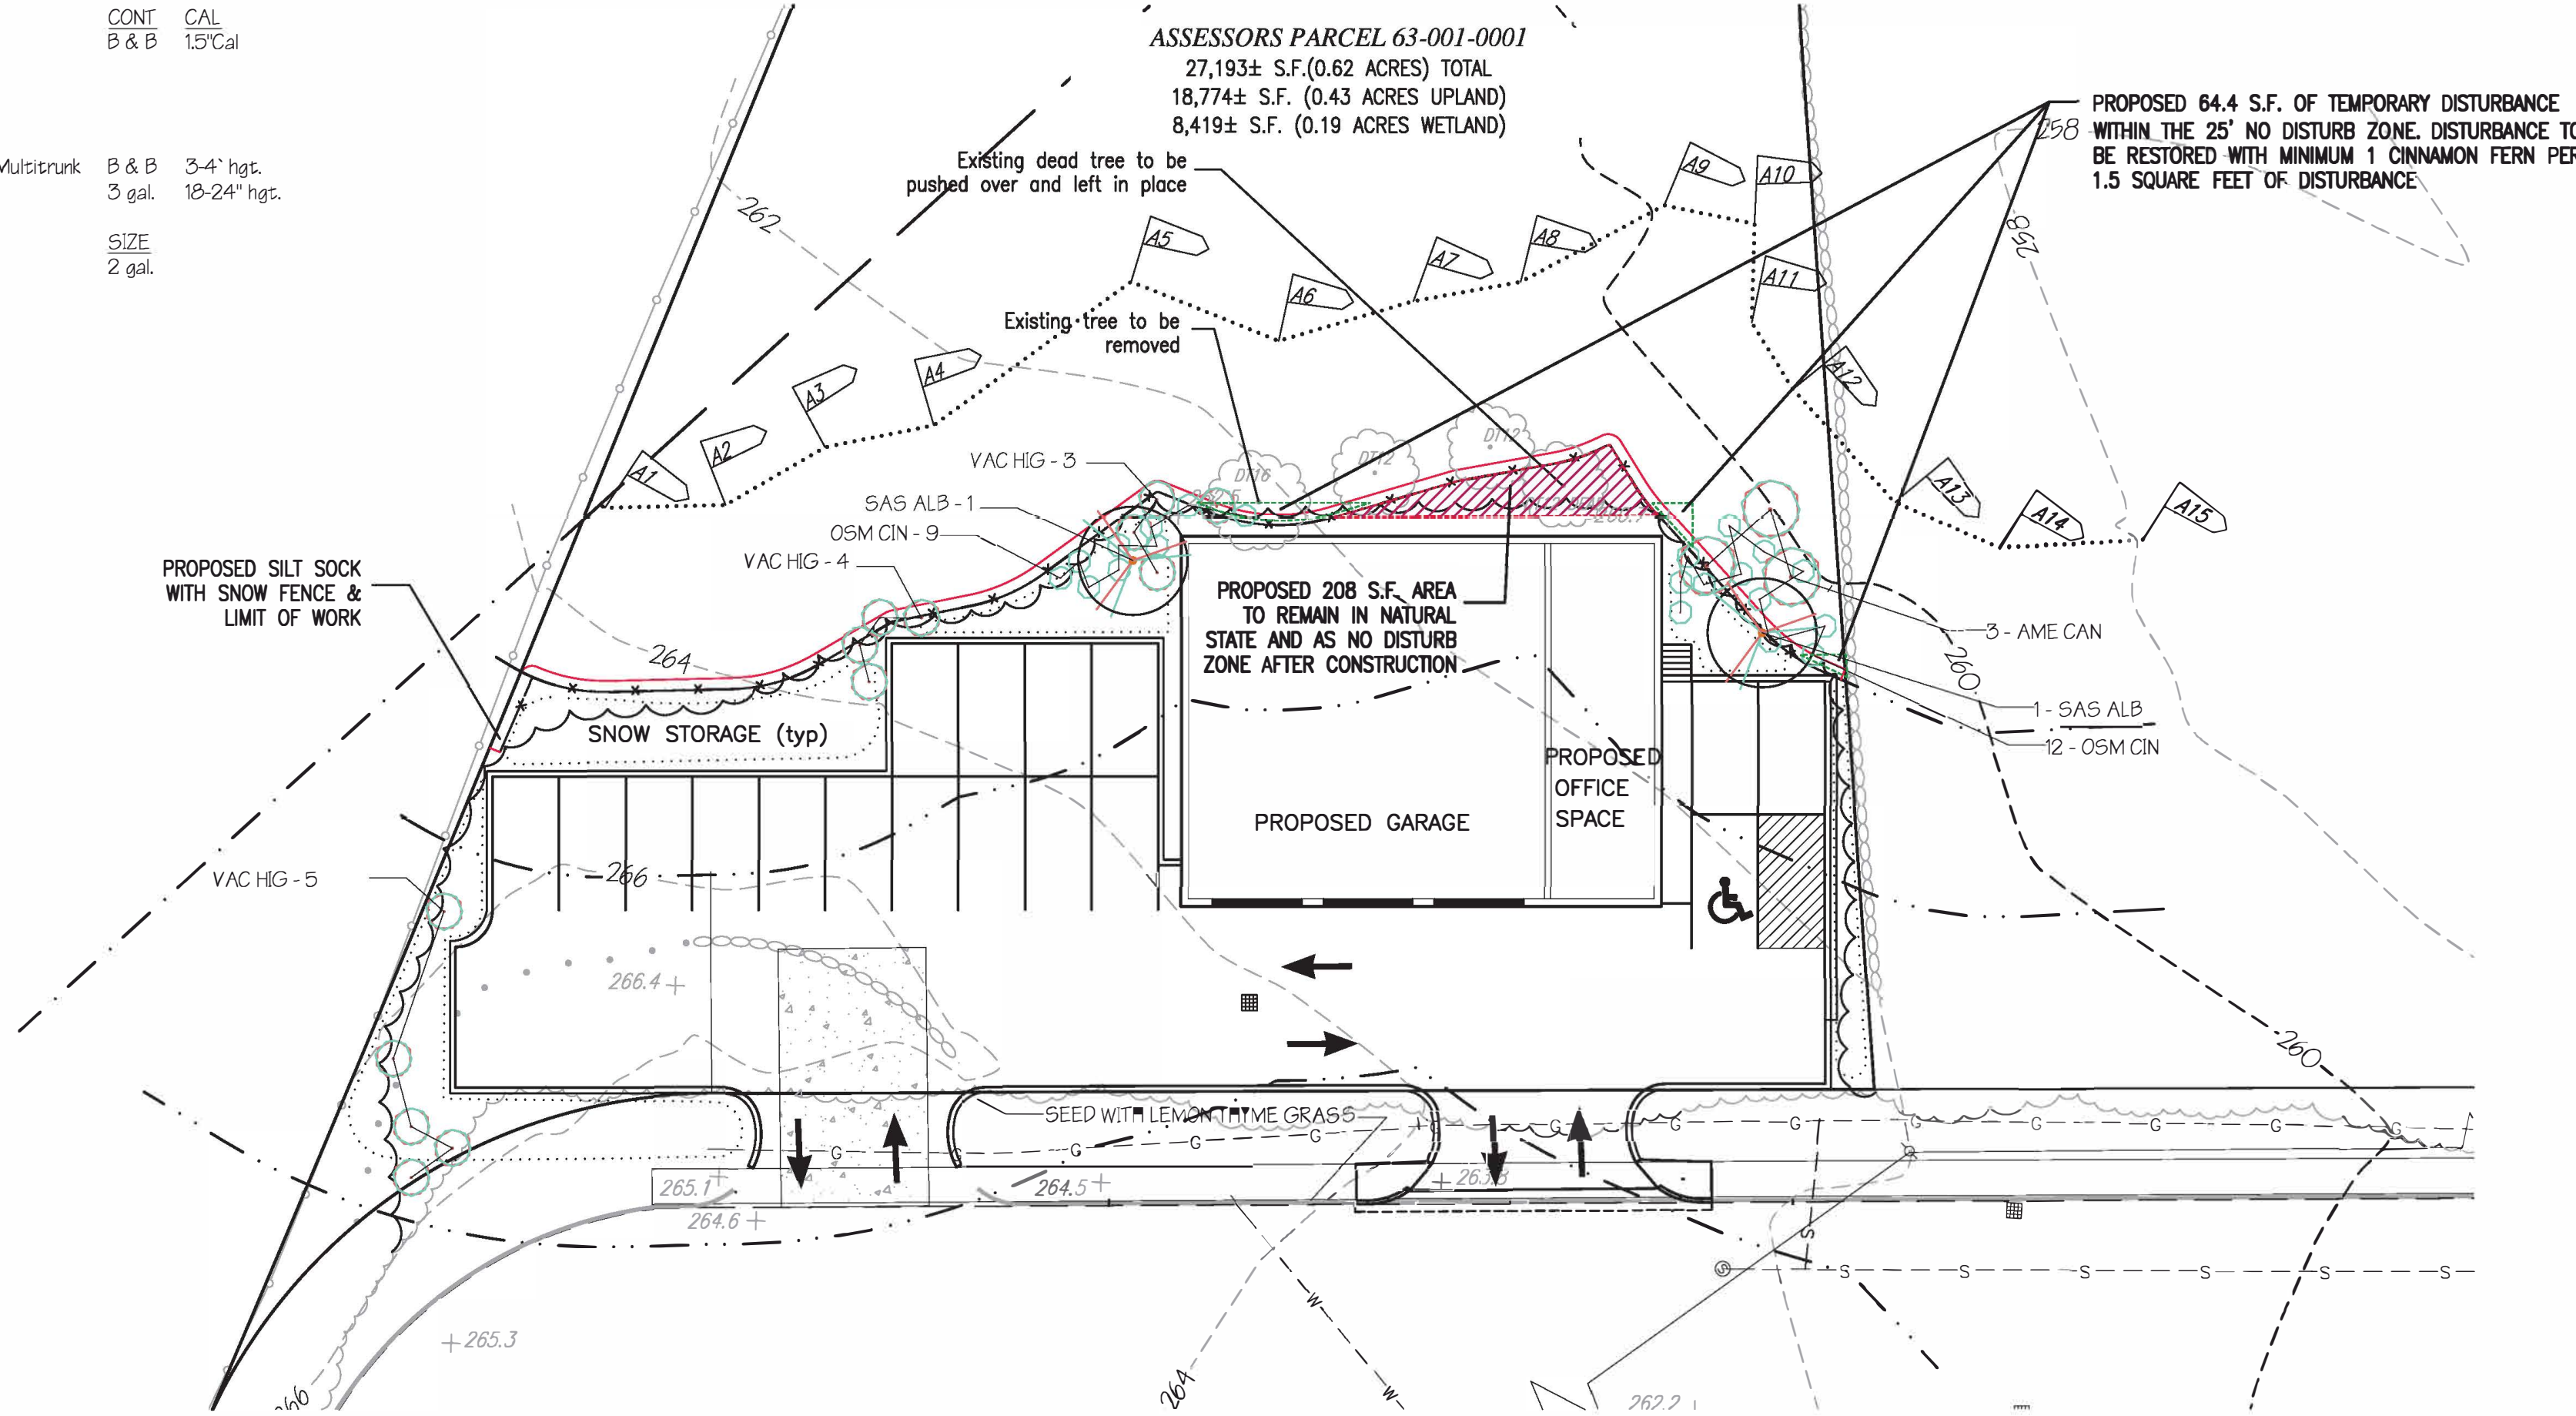 CONT CAL
B & B 1.5"Cal
Multitrunk B & B 3-4' hgt.
3 gal. 18-24" hgt.
SIZE
2 gal.
ASSESSORS PARCEL 63-001-0001
27,193± S.F.(0.62 ACRES) TOTAL
18,774± S.F. (0.43 ACRES UPLAND)
8,419± S.F. (0.19 ACRES WETLAND)
PROPOSED 64.4 S.F. OF TEMPORARY DISTURBANCE
WITHIN THE 25' NO DISTURB ZONE. DISTURBANCE TO
BE RESTORED WITH MINIMUM 1 CINNAMON FERN PER
1.5 SQUARE FEET OF DISTURBANCE
258
258
Existing dead tree to be
pushed over and left in place
262
Existing tree to be
removed
A1
A2
A3
A4
A5
A6
A7
A8
A9
A10
A11
A12
A13
A14
A15
DT16
DT12
DT12
VAC HIG - 3
SAS ALB - 1
OSM CIN - 9
VAC HIG - 4
PROPOSED SILT SOCK
WITH SNOW FENCE &
LIMIT OF WORK
264
SNOW STORAGE (typ)
PROPOSED 208 S.F. AREA
TO REMAIN IN NATURAL
STATE AND AS NO DISTURB
ZONE AFTER CONSTRUCTION
3 - AME CAN
260
1 - SAS ALB
12 - OSM CIN
PROPOSED
OFFICE
SPACE
PROPOSED GARAGE
VAC HIG - 5
266
266.4
260
SEED WITH LEMON THYME GRASS
G G G G G G G G G G G G
265.1
264.5
263.8
264.6
S
S S S S S S S
265.3
W
W
264
266
262.2